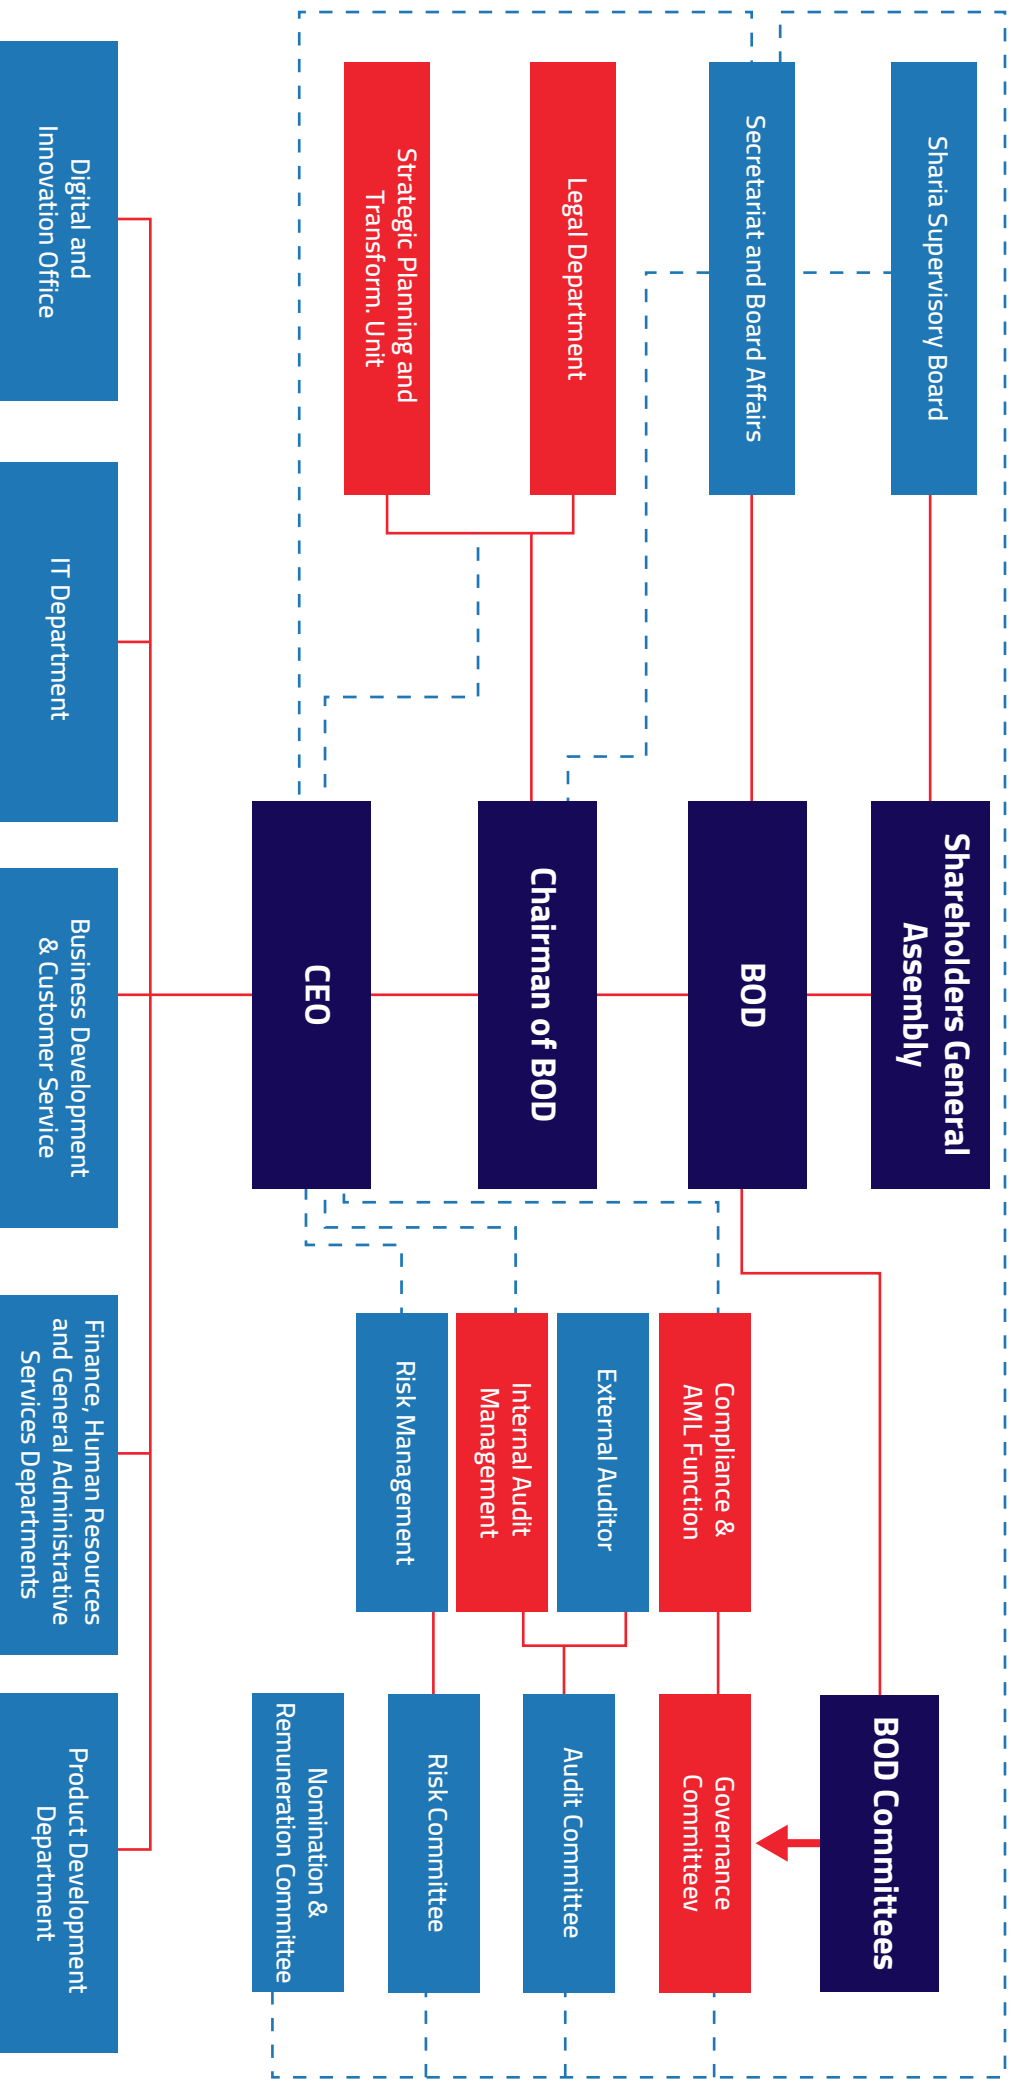 Shareholders General
Assembly
Sharia Supervisory Board
BOD
Secretariat and Board Affairs
BOD Committees
Chairman of BOD
Legal Department
Strategic Planning and
Transform. Unit
CEO
Compliance &
AML Function
External Auditor
Internal Audit
Management
Risk Management
Governance
Committeev
Audit Committee
Risk Committee
Nomination &
Remuneration Committee
Digital and
Innovation Office
IT Department
Business Development
& Customer Service
Finance, Human Resources
and General Administrative
Services Departments
Product Development
Department